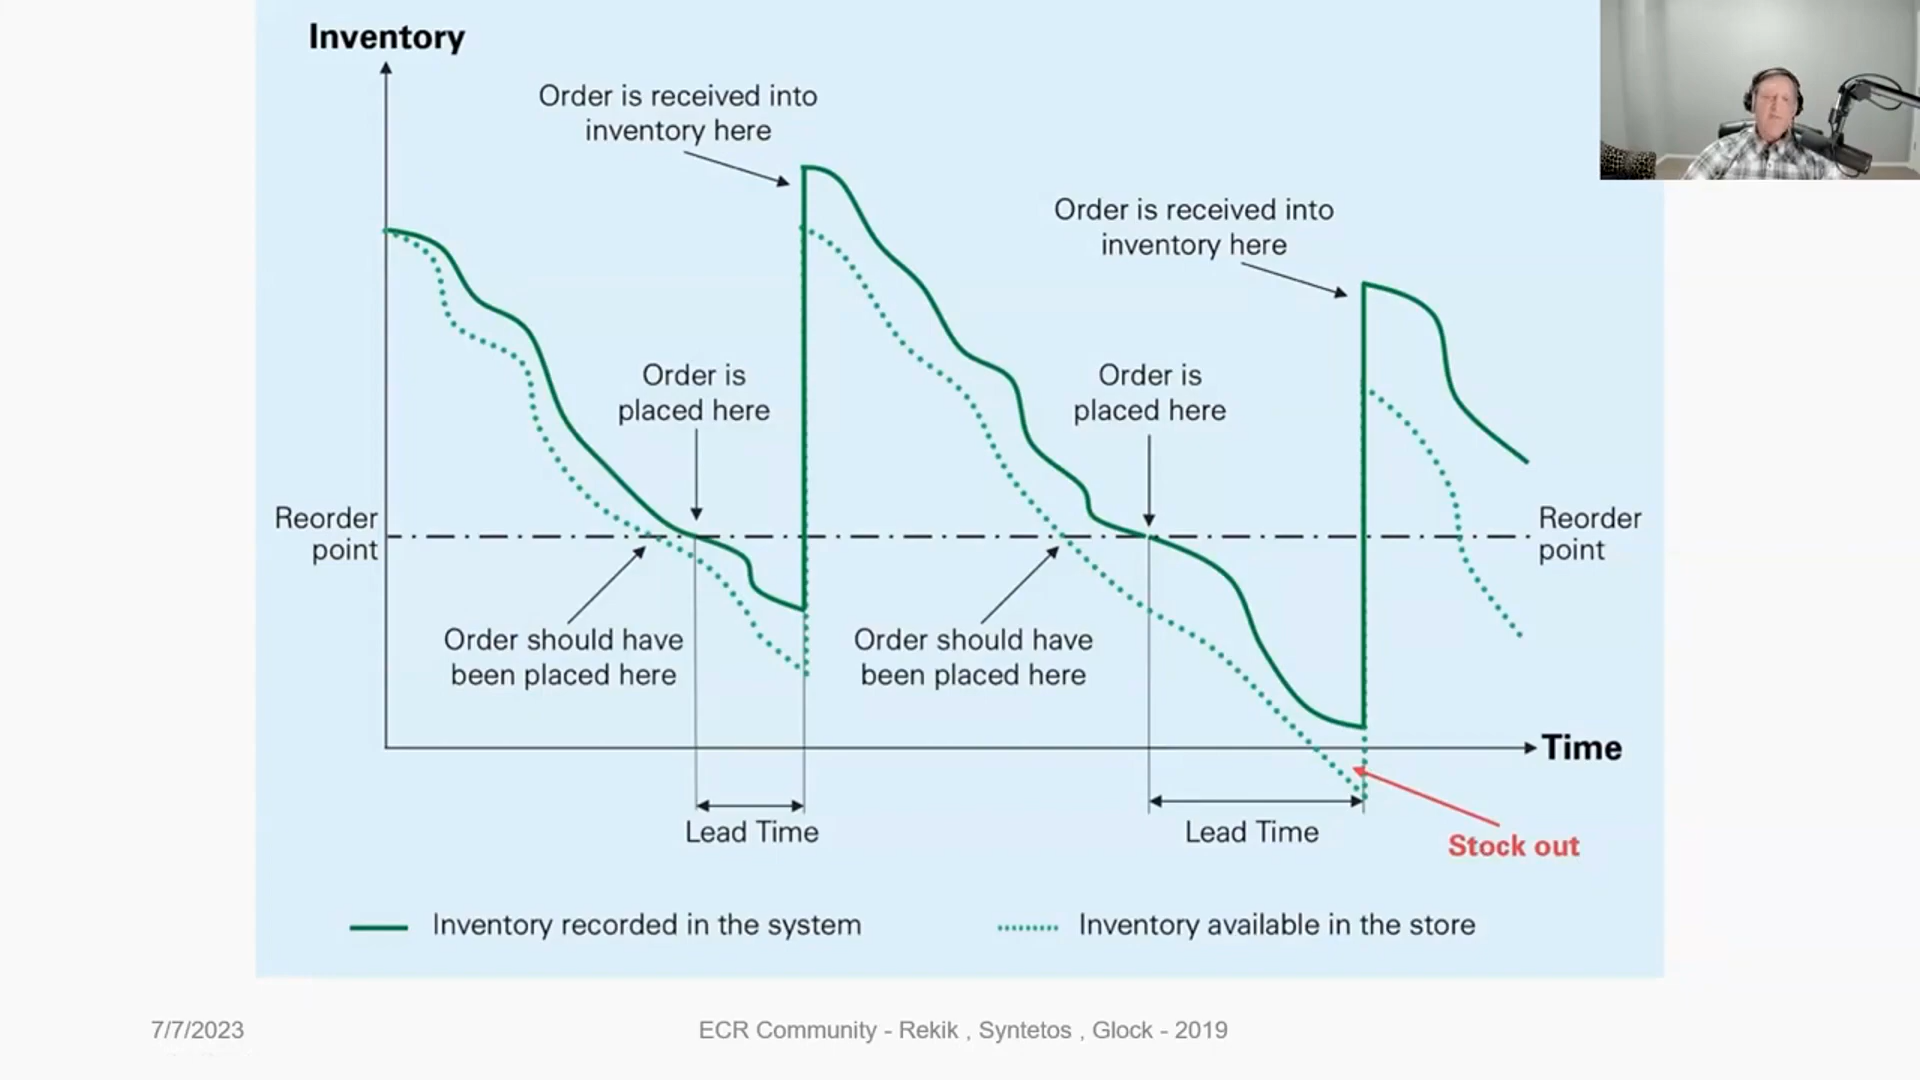 Inventory
Order is received into
inventory here
Order is received into
inventory here
Order is
placed here
Order is
placed here
Reorder
point
Reorder
point
Order should have
been placed here
Order should have
been placed here
Time
Lead Time
Lead Time
Stock out
Inventory recorded in the system
Inventory available in the store
7/7/2023
ECR Community - Rekik , Syntetos , Glock - 2019